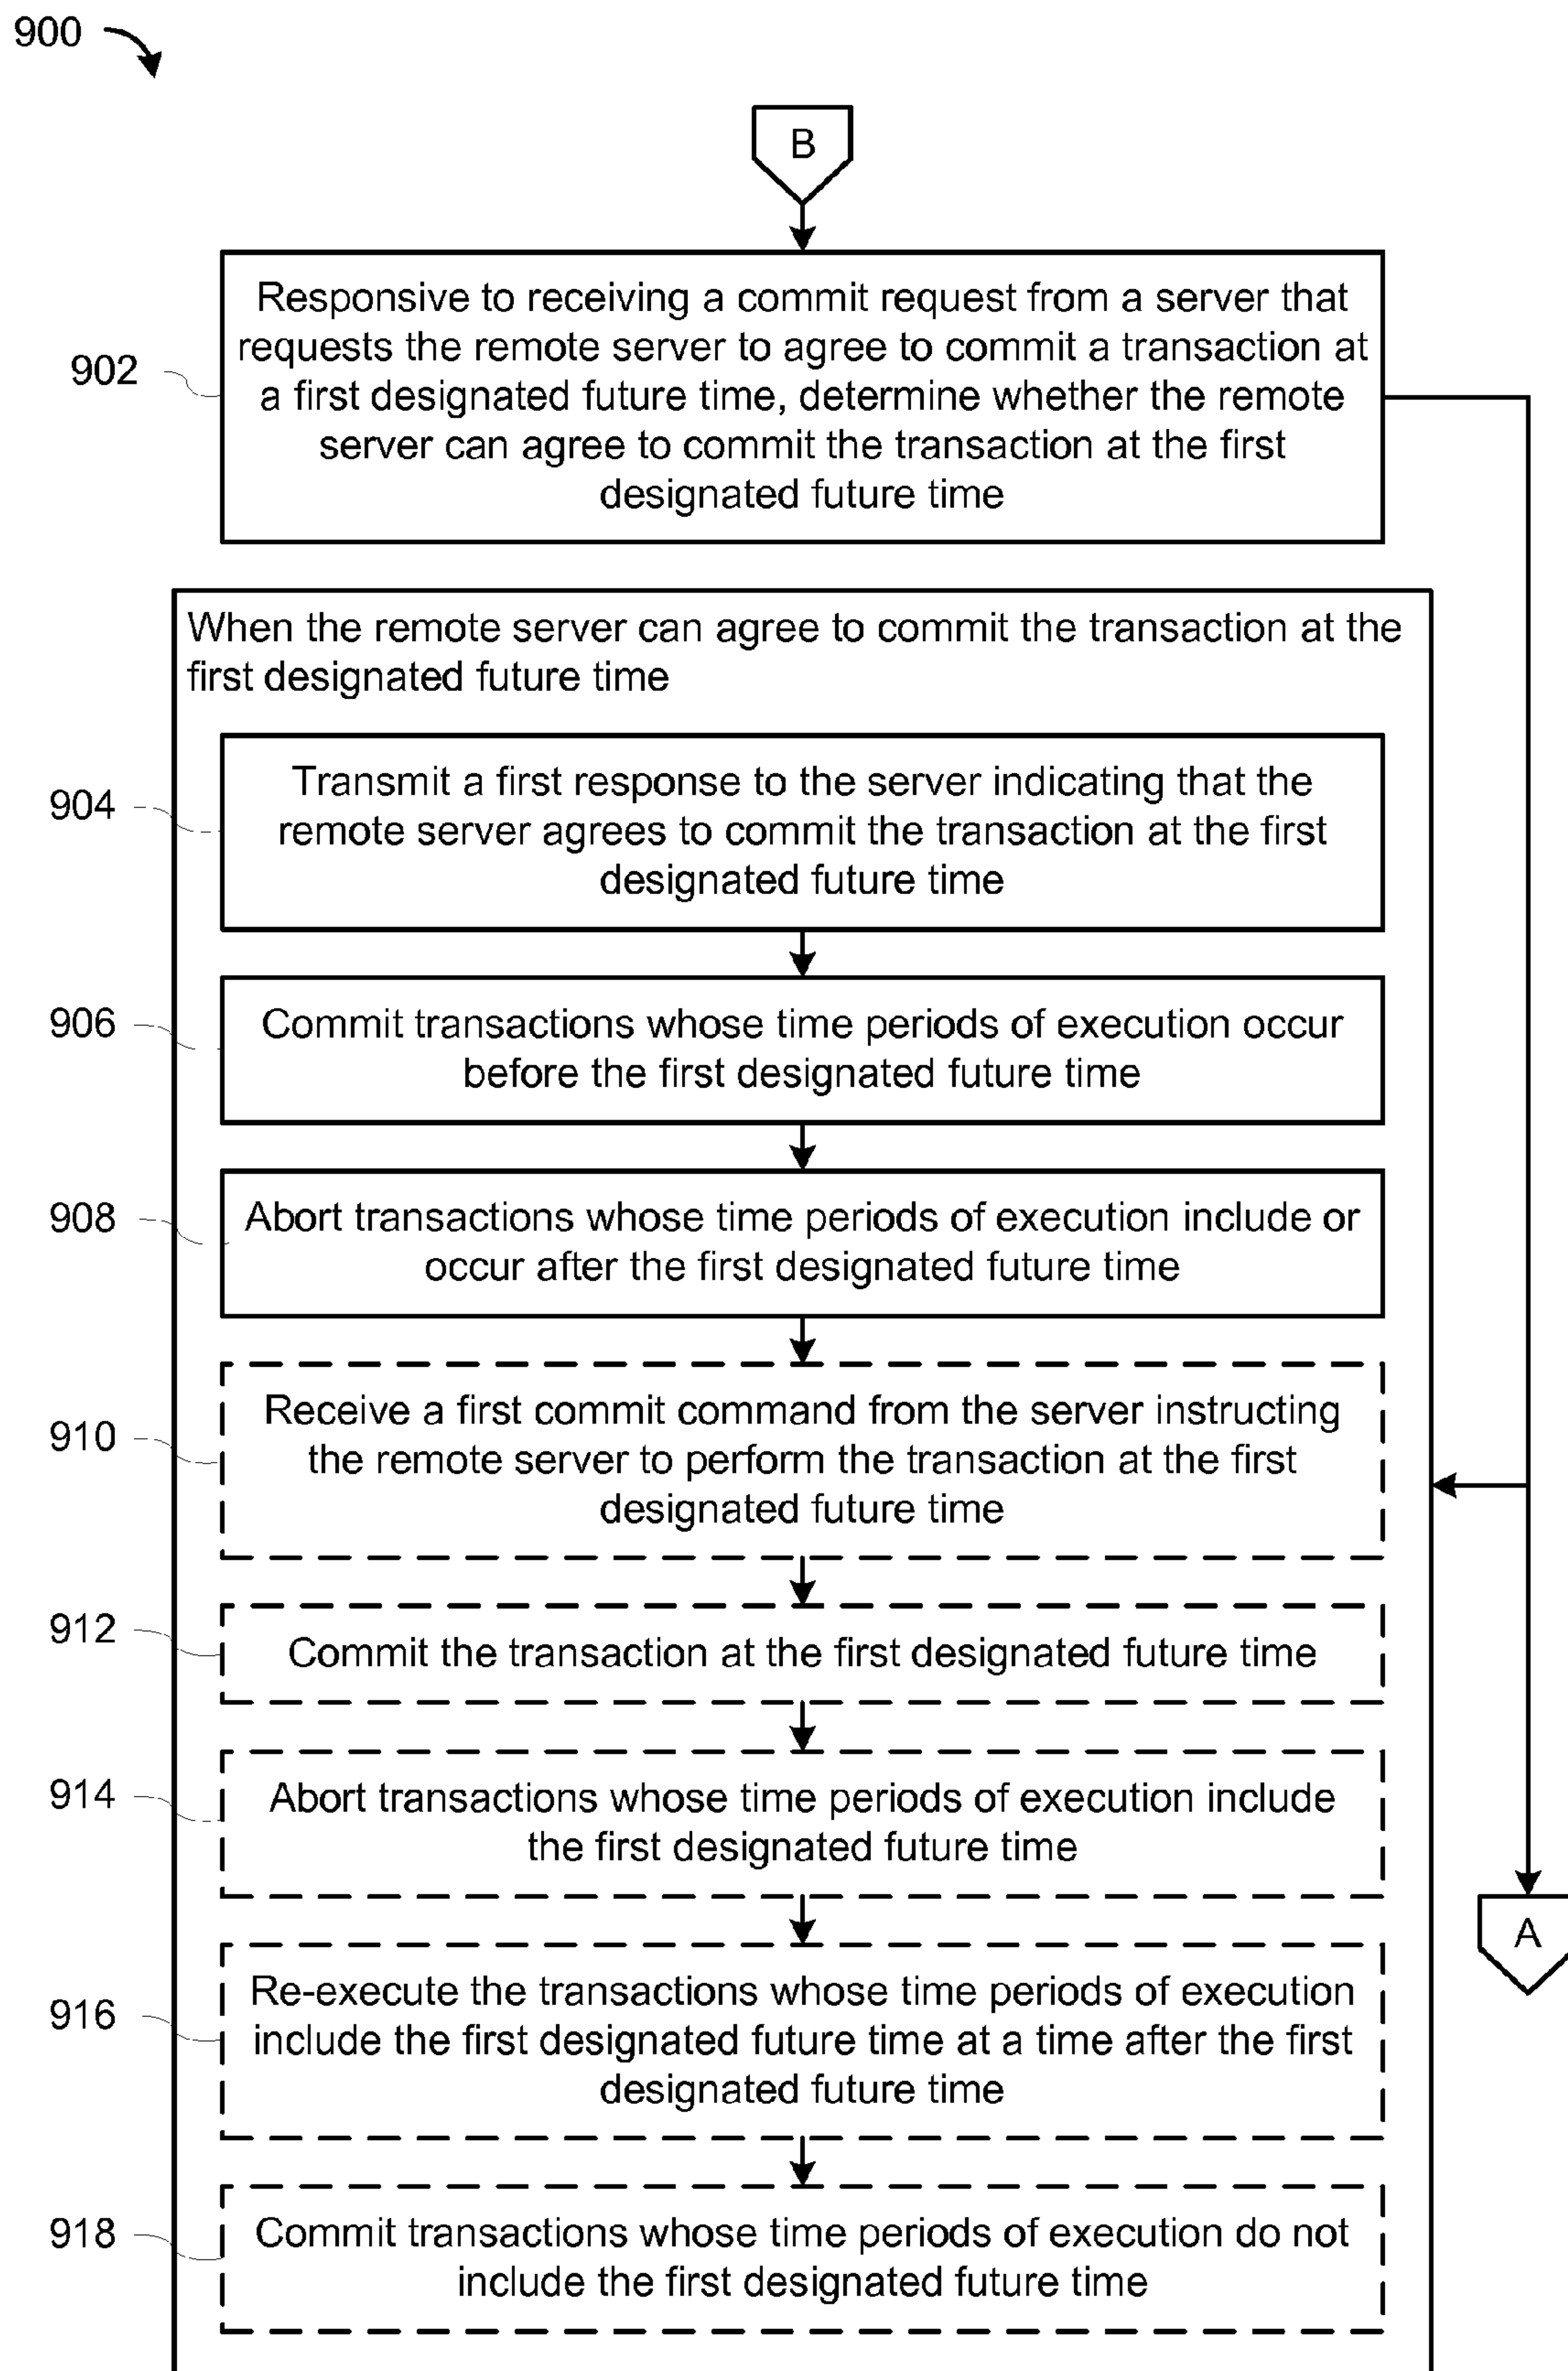 900
B
902
Responsive to receiving a commit request from a server that
requests the remote server to agree to commit a transaction at
a first designated future time, determine whether the remote
server can agree to commit the transaction at the first
designated future time
When the remote server can agree to commit the transaction at the
first designated future time
904
Transmit a first response to the server indicating that the
remote server agrees to commit the transaction at the first
designated future time
906
Commit transactions whose time periods of execution occur
before the first designated future time
908
Abort transactions whose time periods of execution include or
occur after the first designated future time
910
Receive a first commit command from the server instructing
the remote server to perform the transaction at the first
designated future time
912
Commit the transaction at the first designated future time
914
Abort transactions whose time periods of execution include
the first designated future time
A
916
Re-execute the transactions whose time periods of execution
include the first designated future time at a time after the first
designated future time
918
Commit transactions whose time periods of execution do not
include the first designated future time